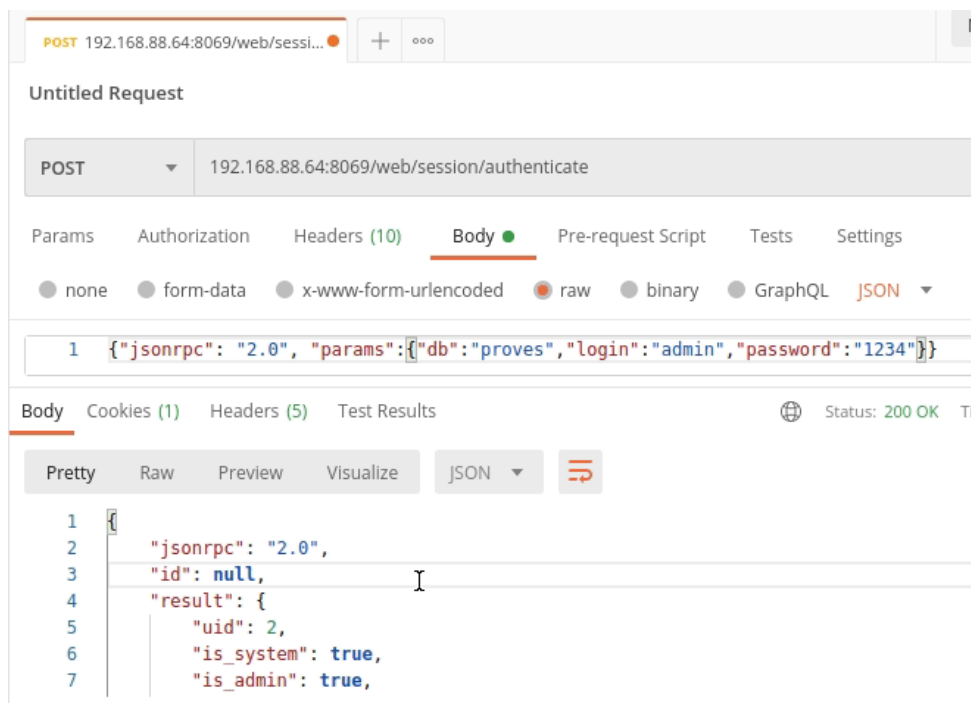 POST 192.168.88.64:8069/web/sessi...
Untitled Request
POST 192.168.88.64:8069/web/session/authenticate
Params Authorization Headers (10) Body Pre-request Script Tests Settings
none form-data x-www-form-urlencoded raw binary GraphQL JSON
1 {"jsonrpc": "2.0", "params":{"db":"proves","login":"admin","password":"1234"}}
Body Cookies (1) Headers (5) Test Results Status: 200 OK
Pretty Raw Preview Visualize JSON
1 {
2 "jsonrpc": "2.0",
3 "id": null,
4 "result": {
5 "uid": 2,
6 "is_system": true,
7 "is_admin": true,